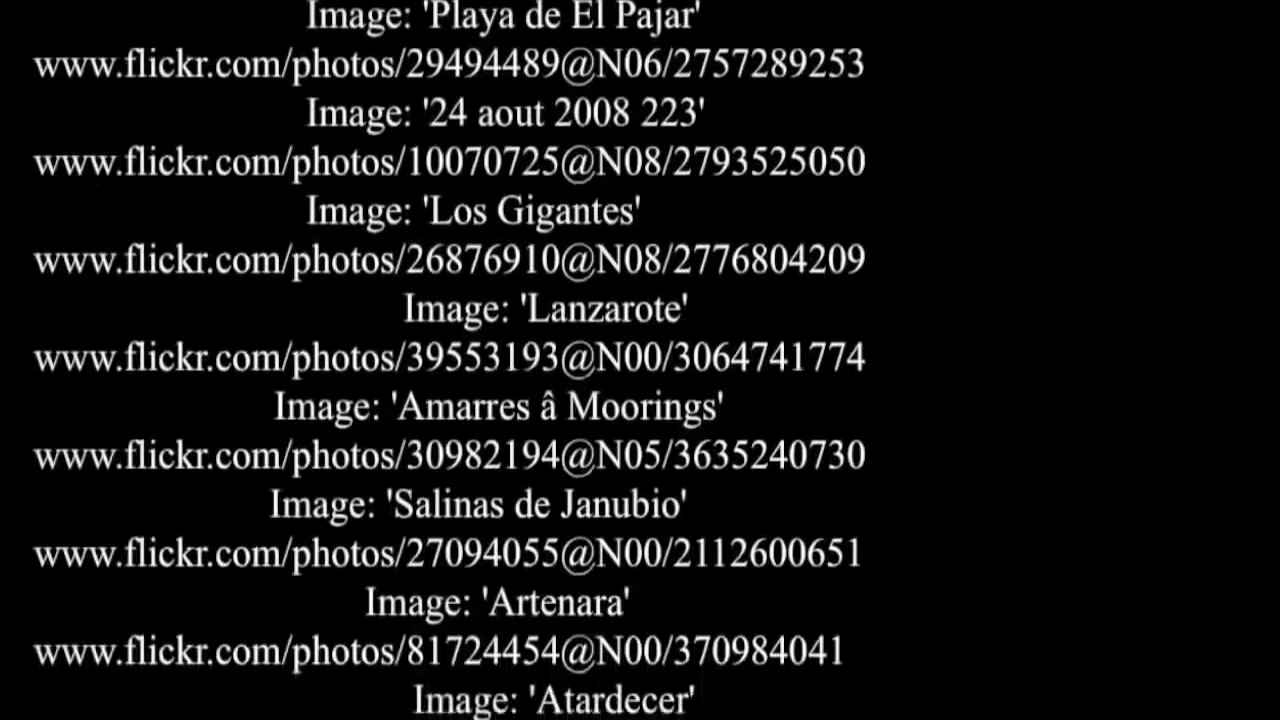 Image: 'Playa de El Pajar'
www.flickr.com/photos/29494489@N06/2757289253
Image: '24 aout 2008 223'
www.flickr.com/photos/10070725@N08/2793525050
Image: 'Los Gigantes'
www.flickr.com/photos/26876910@N08/2776804209
Image: 'Lanzarote'
www.flickr.com/photos/39553193@N00/3064741774
Image: 'Amarres â Moorings'
www.flickr.com/photos/30982194@N05/3635240730
Image: 'Salinas de Janubio'
www.flickr.com/photos/27094055@N00/2112600651
Image: 'Artenara'
www.flickr.com/photos/81724454@N00/370984041
Image: 'Atardecer'